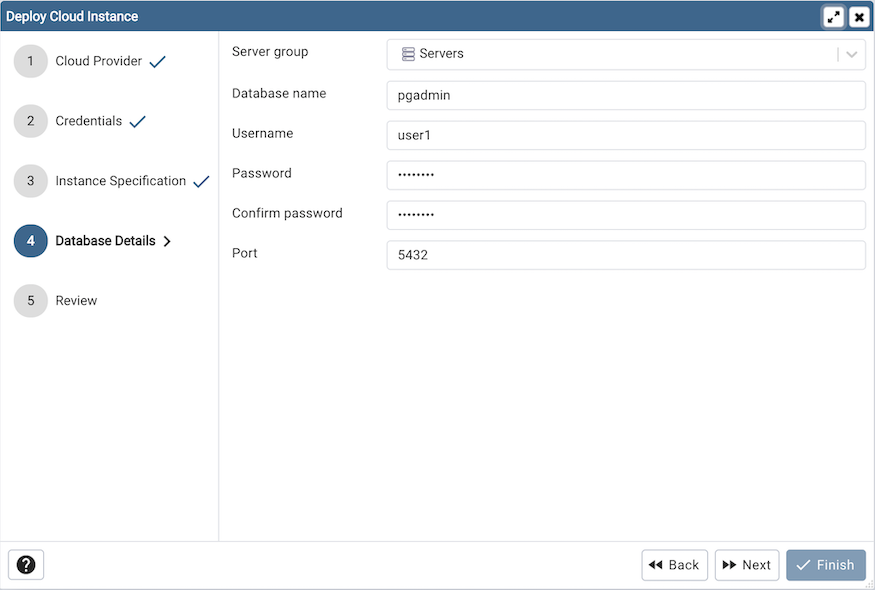 Deploy Cloud Instance
1 Cloud Provider
2 Credentials
3 Instance Specification
4 Database Details
5 Review
Server group Servers
Database name pgadmin
Username user1
Password ••••••••
Confirm password ••••••••
Port 5432
? Back Next Finish